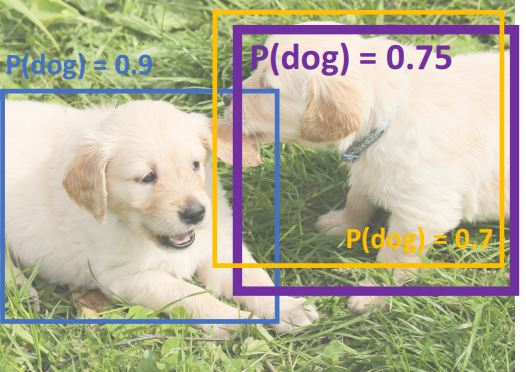 P(dog) = 0.9
P(dog) = 0.75
P(dog) = 0.7